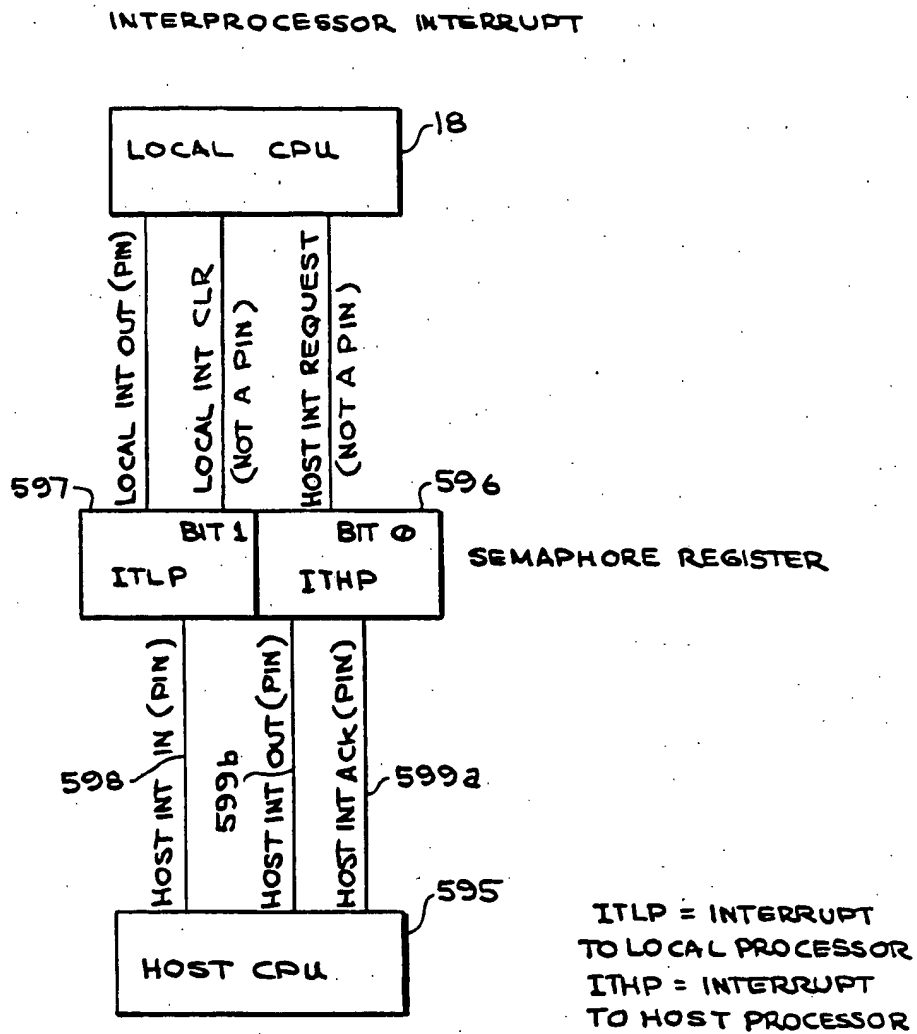 INTERPROCESSOR INTERRUPT
18
LOCAL CPU
LOCAL INT OUT (PIN)
LOCAL INT CLR
(NOT A PIN)
HOST INT REQUEST
(NOT A PIN)
597
596
BIT 1
ITLP
BIT 0
ITHP
SEMAPHORE REGISTER
HOST INT IN (PIN)
HOST INT OUT (PIN)
HOST INT ACK (PIN)
598
599b
599a
595
HOST CPU
ITLP = INTERRUPT
TO LOCAL PROCESSOR
ITHP = INTERRUPT
TO HOST PROCESSOR